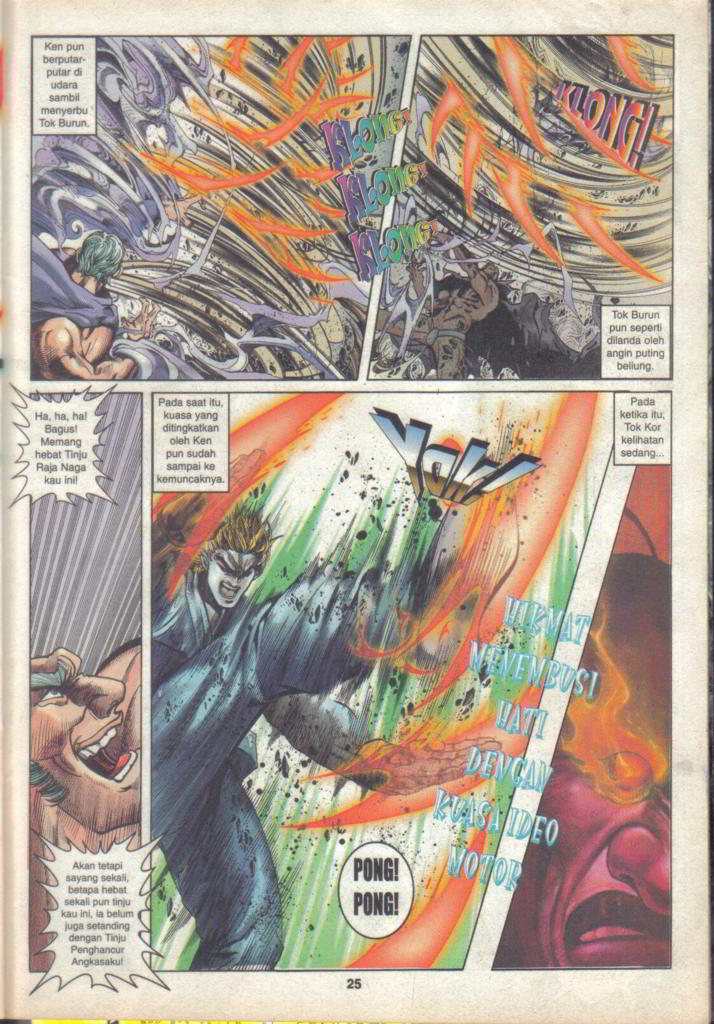 Ken pun
berputar-
putar di
udara
sambil
menyerbu
Tok Burun.
KLONG!
KLONG!
KLONG!
KLONG!
Tok Burun
pun seperti
dilanda oleh
angin puting
beliung.
Ha, ha, ha!
Bagus!
Memang
hebat Tinju
Raja Naga
kau ini!
Akan tetapi
sayang sekali,
betapa hebat
sekali pun tinju
kau ini, ia belum
juga setanding
dengan Tinju
Penghancur
Angkasaku!
Pada saat itu,
kuasa yang
ditingkatkan
oleh Ken
pun sudah
sampai ke
kemuncaknya.
YOK!
HIKMAT
MENEMBUSI
HATI
DENGAN
KUASA IDEO
MOTOR
PONG!
PONG!
Pada
ketika itu,
Tok Kor
kelihatan
sedang...
25